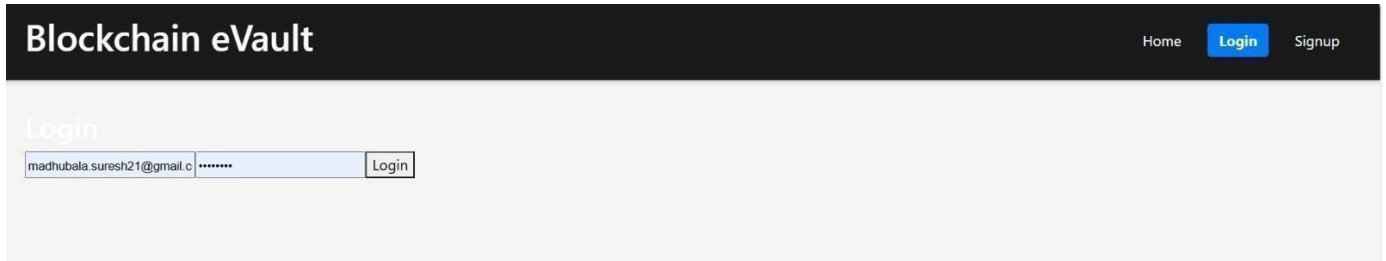 Blockchain eVault
Home Login Signup
Login
madhubala.suresh21@gmail.c •••••••• Login